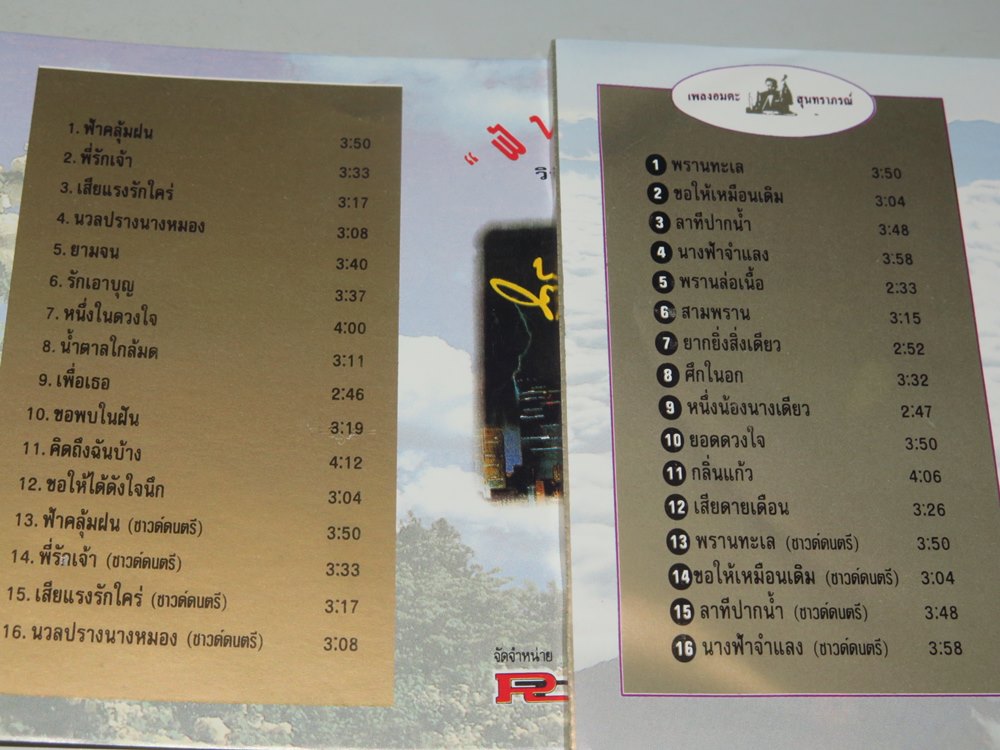 1. ฟ้าคลุ้มฝน 3:50
2. พี่รักเจ้า 3:33
3. เสียแรงรักใคร่ 3:17
4. นวลปรางนางหมอง 3:08
5. ยามจน 3:40
6. รักเอาบุญ 3:37
7. หนึ่งในดวงใจ 4:00
8. น้ำตาลใกล้มด 3:11
9. เพื่อเธอ 2:46
10. ขอพบในฝัน 3:19
11. คิดถึงฉันบ้าง 4:12
12. ขอให้ได้ดังใจนึก 3:04
13. ฟ้าคลุ้มฝน (ซาวด์ดนตรี) 3:50
14. พี่รักเจ้า (ซาวด์ดนตรี) 3:33
15. เสียแรงรักใคร่ (ซาวด์ดนตรี) 3:17
16. นวลปรางนางหมอง (ซาวด์ดนตรี) 3:08
จัดจำหน่าย
เพลงอมตะ สุนทราภรณ์
1 พรานทะเล 3:50
2 ขอให้เหมือนเดิม 3:04
3 ลาทีปากน้ำ 3:48
4 นางฟ้าจำแลง 3:58
5 พรานล่อเนื้อ 2:33
6 สามพราน 3:15
7 ยากยิ่งสิ่งเดียว 2:52
8 ศึกในอก 3:32
9 หนึ่งน้องนางเดียว 2:47
10 ยอดดวงใจ 3:50
11 กลิ่นแก้ว 4:06
12 เสียดายเดือน 3:26
13 พรานทะเล (ซาวด์ดนตรี) 3:50
14 ขอให้เหมือนเดิม (ซาวด์ดนตรี) 3:04
15 ลาทีปากน้ำ (ซาวด์ดนตรี) 3:48
16 นางฟ้าจำแลง (ซาวด์ดนตรี) 3:58